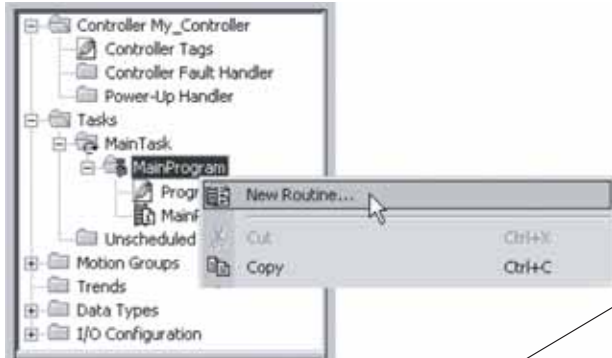 Controller My_Controller
Controller Tags
Controller Fault Handler
Power-Up Handler
Tasks
MainTask
MainProgram
Progr
New Routine...
MainP
Unscheduled
Cut Ctrl+X
Motion Groups
Copy Ctrl+C
Trends
Data Types
I/O Configuration